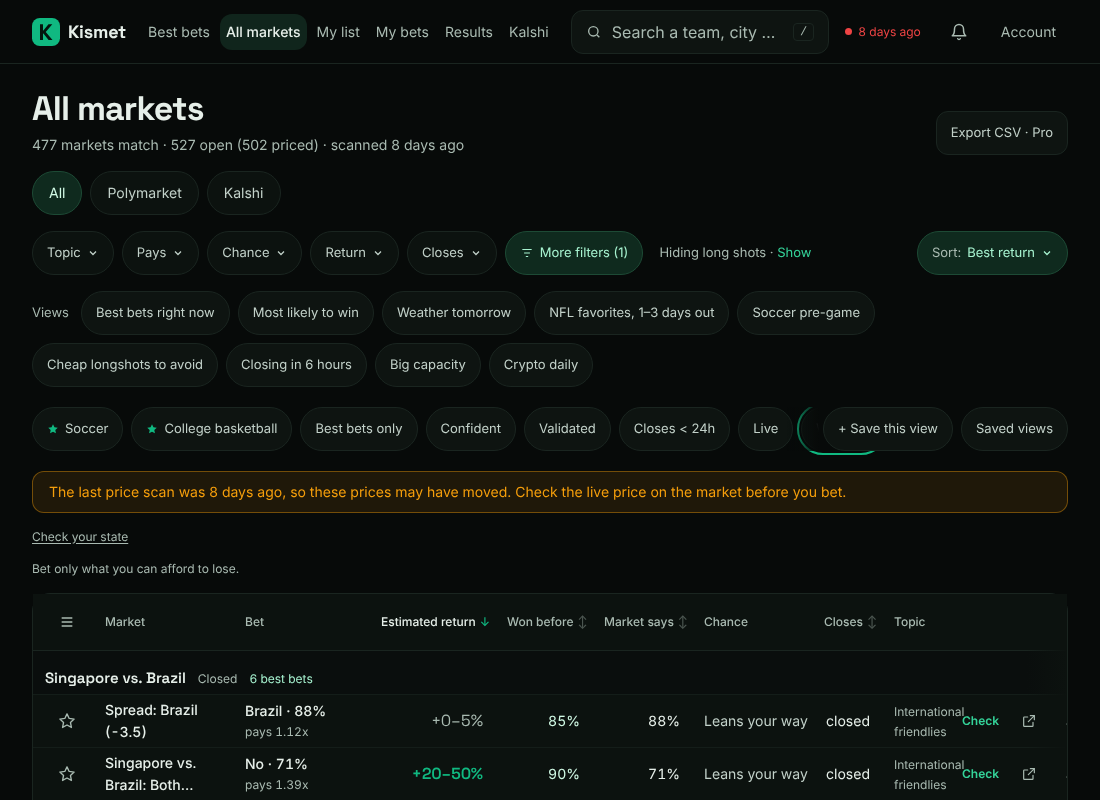 K Kismet Best bets All markets My list My bets Results Kalshi Search a team, city ... / 8 days ago Account
All markets
477 markets match · 527 open (502 priced) · scanned 8 days ago
Export CSV · Pro
All Polymarket Kalshi
Topic Pays Chance Return Closes More filters (1) Hiding long shots · Show Sort: Best return
Views Best bets right now Most likely to win Weather tomorrow NFL favorites, 1–3 days out Soccer pre-game
Cheap longshots to avoid Closing in 6 hours Big capacity Crypto daily
Soccer College basketball Best bets only Confident Validated Closes < 24h Live + Save this view Saved views
The last price scan was 8 days ago, so these prices may have moved. Check the live price on the market before you bet.
Check your state
Bet only what you can afford to lose.
Market Bet Estimated return ↓ Won before Market says Chance Closes Topic
Singapore vs. Brazil Closed 6 best bets
Spread: Brazil (-3.5) Brazil · 88% pays 1.12x +0–5% 85% 88% Leans your way closed International friendlies Check
Singapore vs. Brazil: Both... No · 71% pays 1.39x +20–50% 90% 71% Leans your way closed International friendlies Check